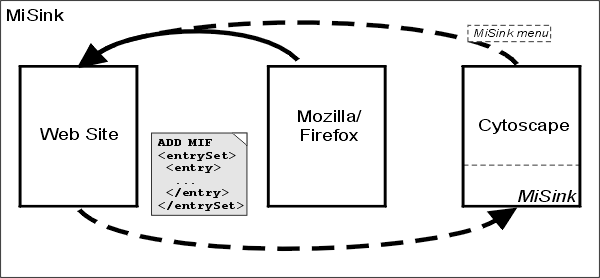 MiSink
MiSink menu
Web Site
Mozilla/
Firefox
Cytoscape
ADD MIF
<entrySet>
<entry>
...
</entry>
</entrySet>
MiSink